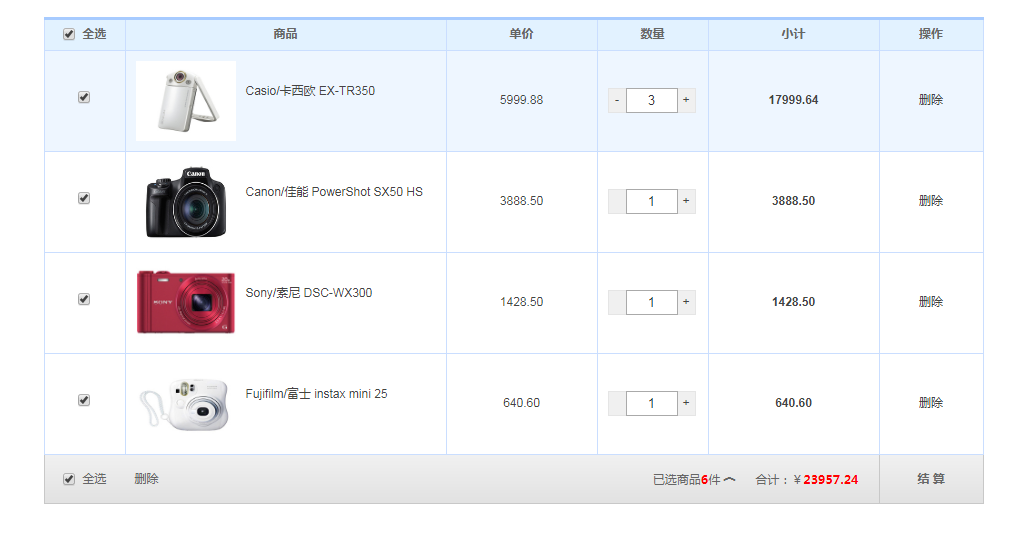 全选 商品 单价 数量 小计 操作
Casio/卡西欧 EX-TR350 5999.88 - 3 + 17999.64 删除
Canon
Canon/佳能 PowerShot SX50 HS 3888.50 1 + 3888.50 删除
SONY
Sony/索尼 DSC-WX300 1428.50 1 + 1428.50 删除
Fujifilm/富士 instax mini 25 640.60 1 + 640.60 删除
全选 删除 已选商品6件 合计：￥23957.24 结 算